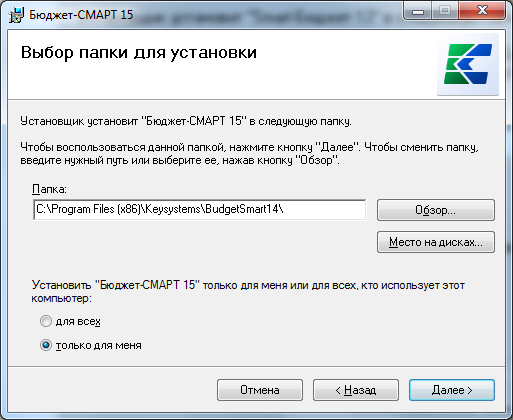 Бюджет-СМАРТ 15
Выбор папки для установки
Установщик установит "Бюджет-СМАРТ 15" в следующую папку.
Чтобы воспользоваться данной папкой, нажмите кнопку "Далее". Чтобы сменить папку,
введите нужный путь или выберите ее, нажав кнопку "Обзор".
Папка:
C:\Program Files (x86)\Keysystems\BudgetSmart14\
Обзор...
Место на дисках...
Установить "Бюджет-СМАРТ 15" только для меня или для всех, кто использует этот
компьютер:
для всех
только для меня
Отмена
< Назад
Далее >